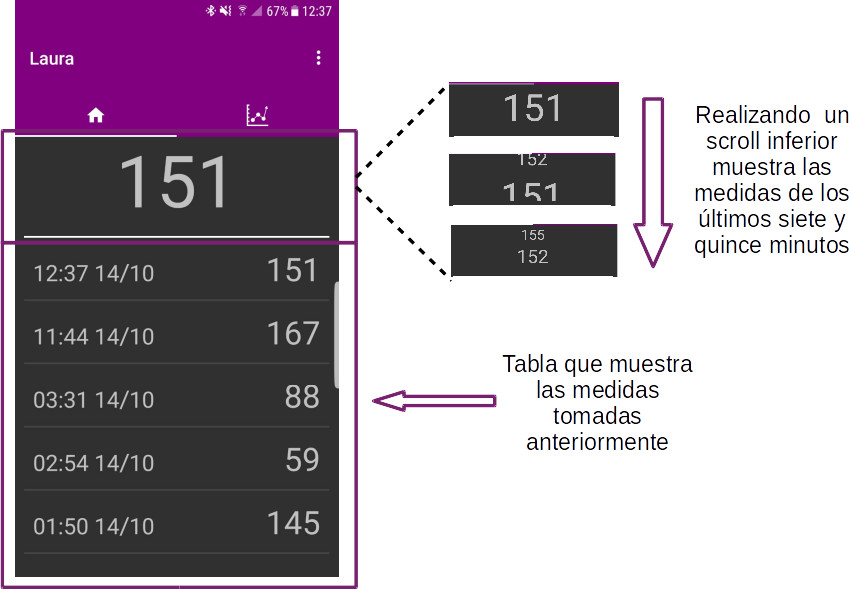 67% 12:37
Laura
151
12:37 14/10 151
11:44 14/10 167
03:31 14/10 88
02:54 14/10 59
01:50 14/10 145
151
152
151
155
152
Realizando un
scroll inferior
muestra las
medidas de los
últimos siete y
quince minutos
Tabla que muestra
las medidas
tomadas
anteriormente